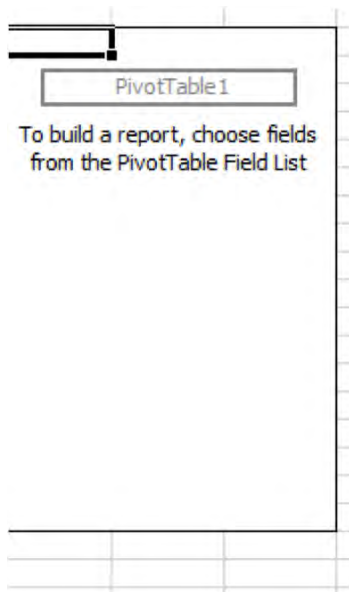 PivotTable1
To build a report, choose fields
from the PivotTable Field List